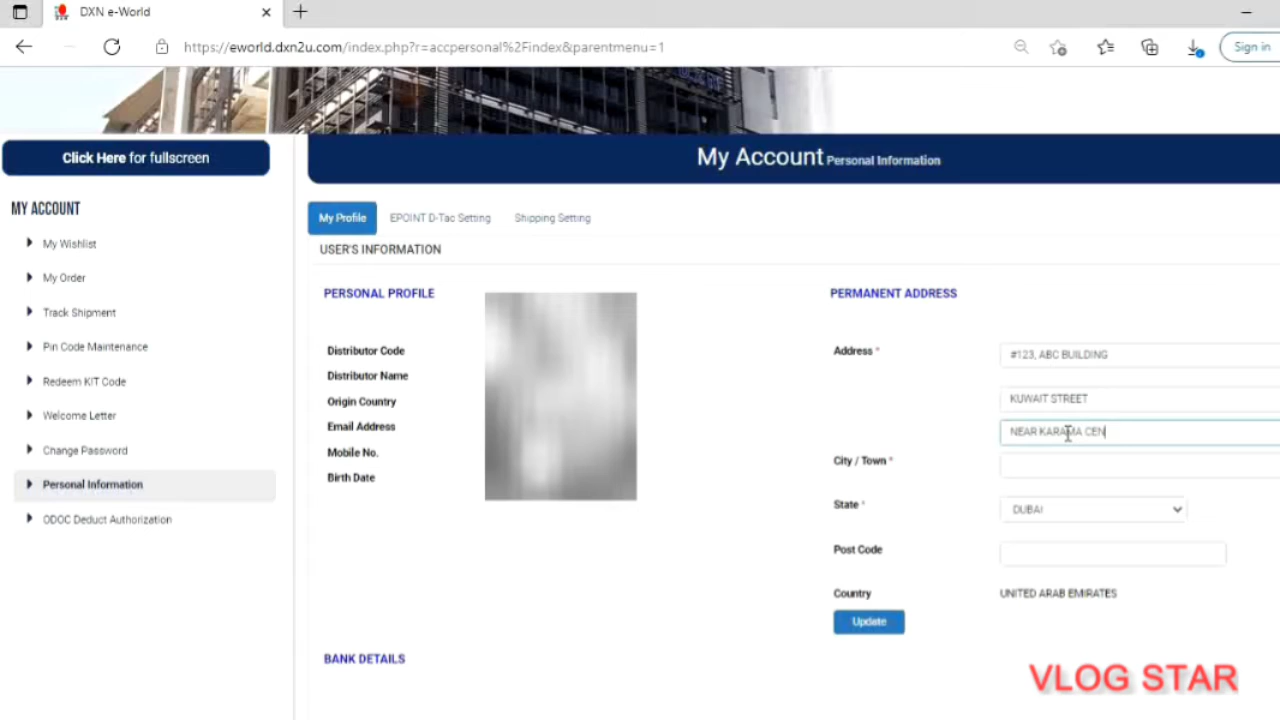 DXN e-World
https://eworld.dxn2u.com/index.php?r=accpersonal%2Findex&parentmenu=1
Sign in
Click Here for fullscreen
My Account Personal Information
MY ACCOUNT
My Wishlist
My Order
Track Shipment
Pin Code Maintenance
Redeem KIT Code
Welcome Letter
Change Password
Personal Information
ODOC Deduct Authorization
My Profile
EPOINT D-Tac Setting
Shipping Setting
USER'S INFORMATION
PERSONAL PROFILE
Distributor Code
Distributor Name
Origin Country
Email Address
Mobile No.
Birth Date
PERMANENT ADDRESS
Address *
#123, ABC BUILDING
KUWAIT STREET
NEAR KARAMA CEN
City / Town *
State *
DUBAI
Post Code
Country
UNITED ARAB EMIRATES
Update
BANK DETAILS
VLOG STAR